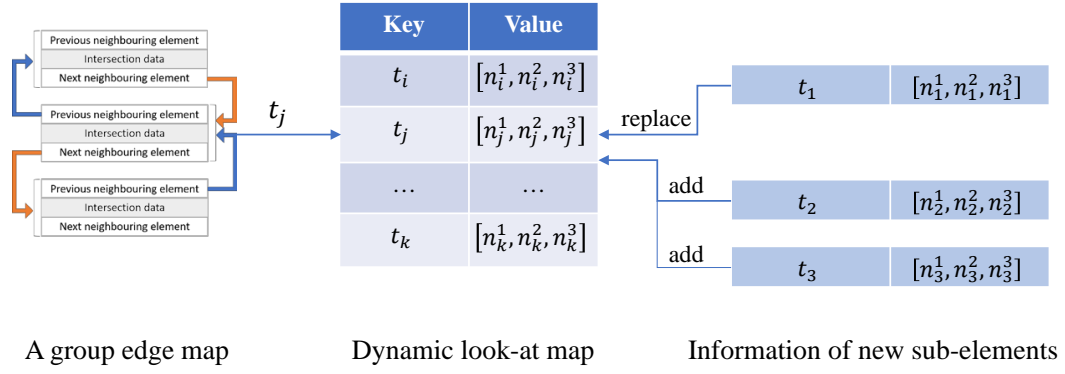 Previous neighbouring element
Intersection data
Next neighbouring element
Previous neighbouring element
Intersection data
Next neighbouring element
Previous neighbouring element
Intersection data
Next neighbouring element
A group edge map
t_j
Key Value
t_i [n_i^1, n_i^2, n_i^3]
t_j [n_j^1, n_j^2, n_j^3]
... ...
t_k [n_k^1, n_k^2, n_k^3]
Dynamic look-at map
replace
add
add
t_1 [n_1^1, n_1^2, n_1^3]
t_2 [n_2^1, n_2^2, n_2^3]
t_3 [n_3^1, n_3^2, n_3^3]
Information of new sub-elements